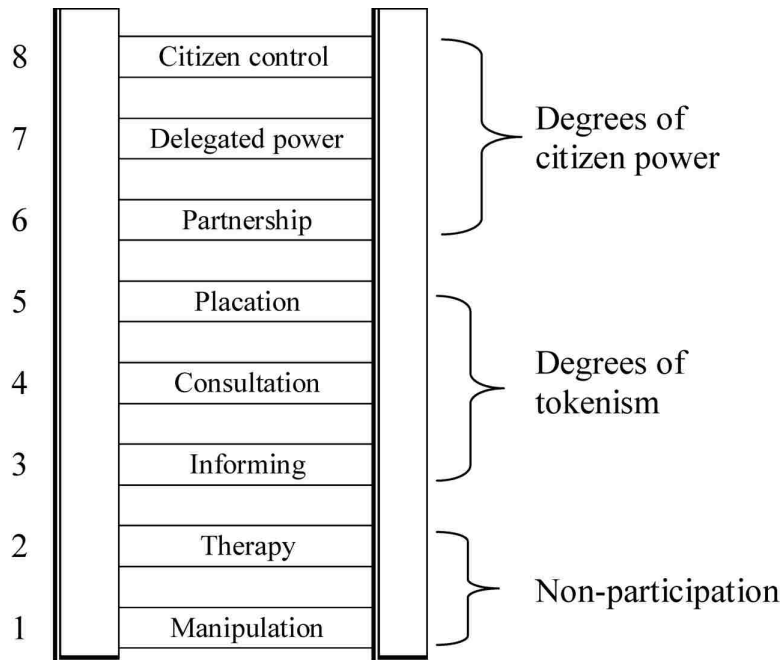 8 Citizen control
7 Delegated power
Degrees of
citizen power
6 Partnership
5 Placation
4 Consultation
Degrees of
tokenism
3 Informing
2 Therapy
Non-participation
1 Manipulation